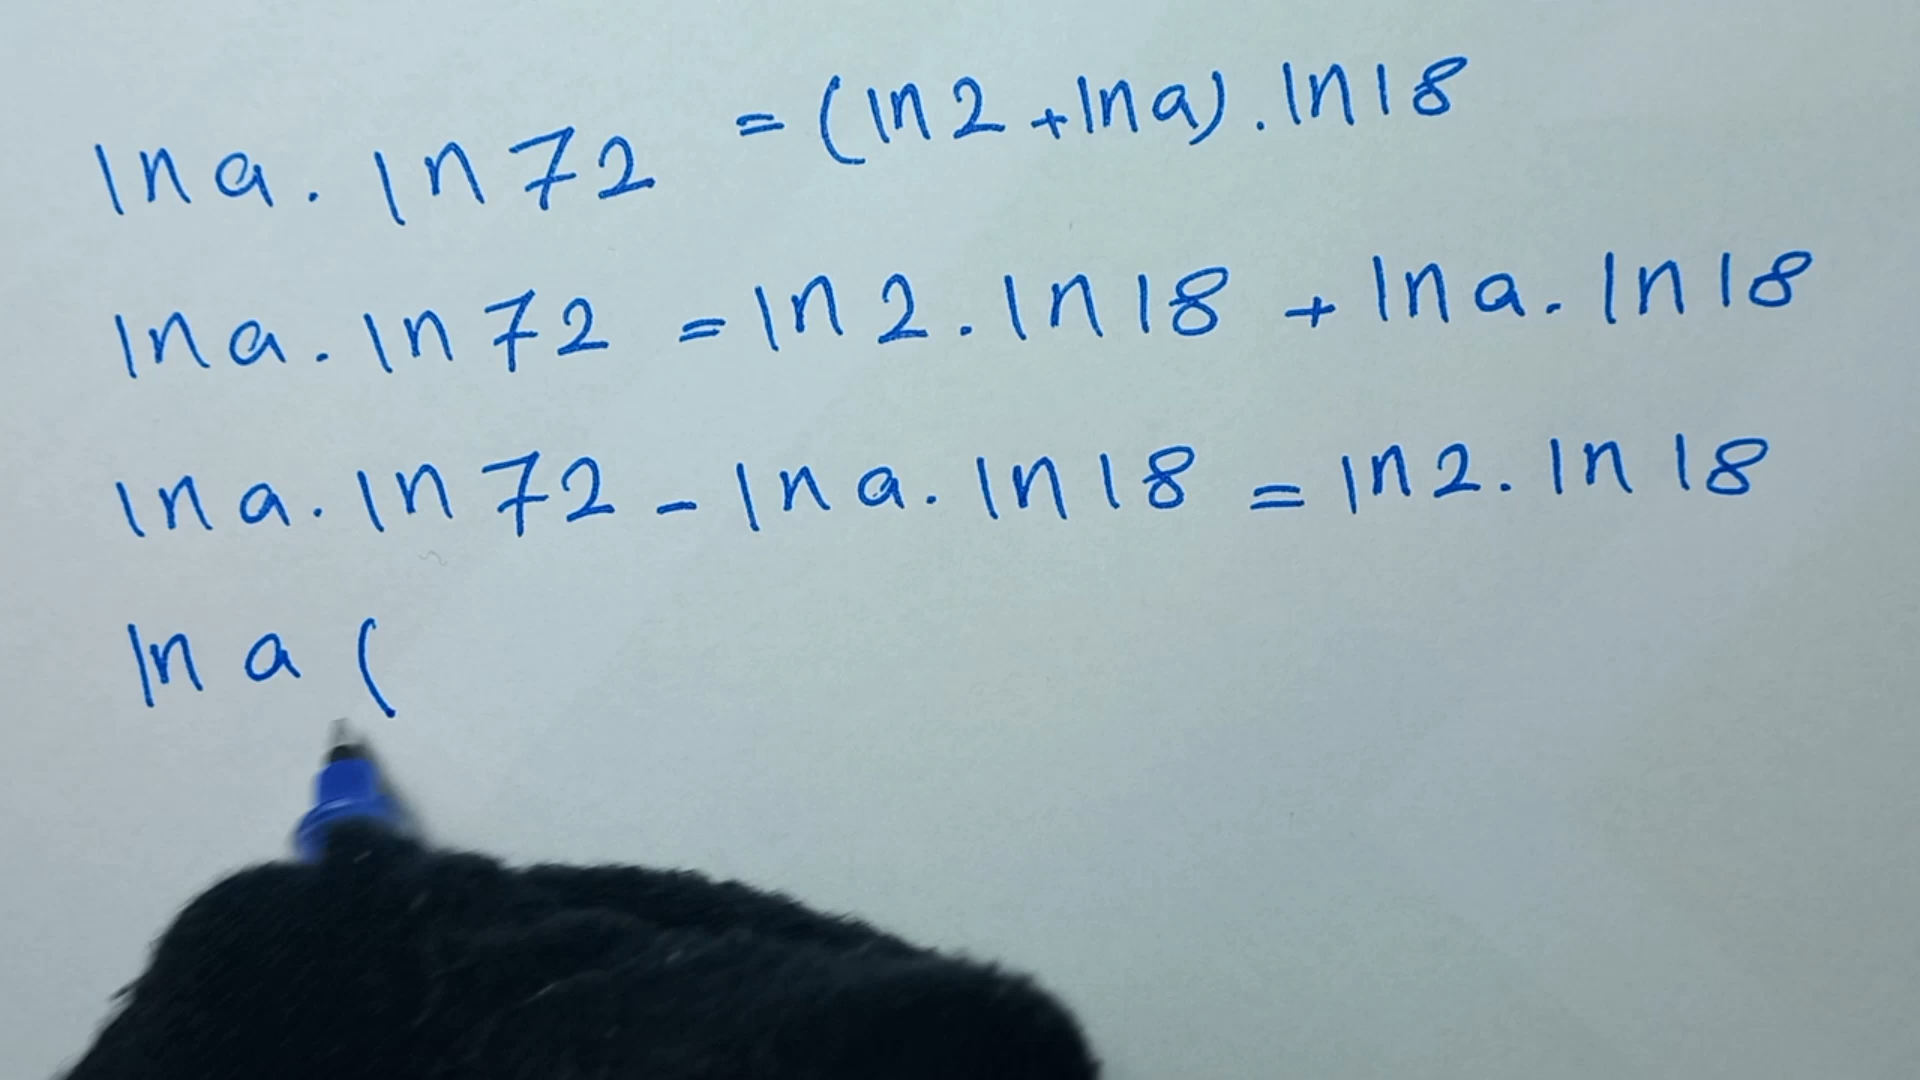 ln a . ln 72 = (ln 2 + ln a) . ln 18
ln a . ln 72 = ln 2 . ln 18 + ln a . ln 18
ln a . ln 72 - ln a . ln 18 = ln 2 . ln 18
ln a (